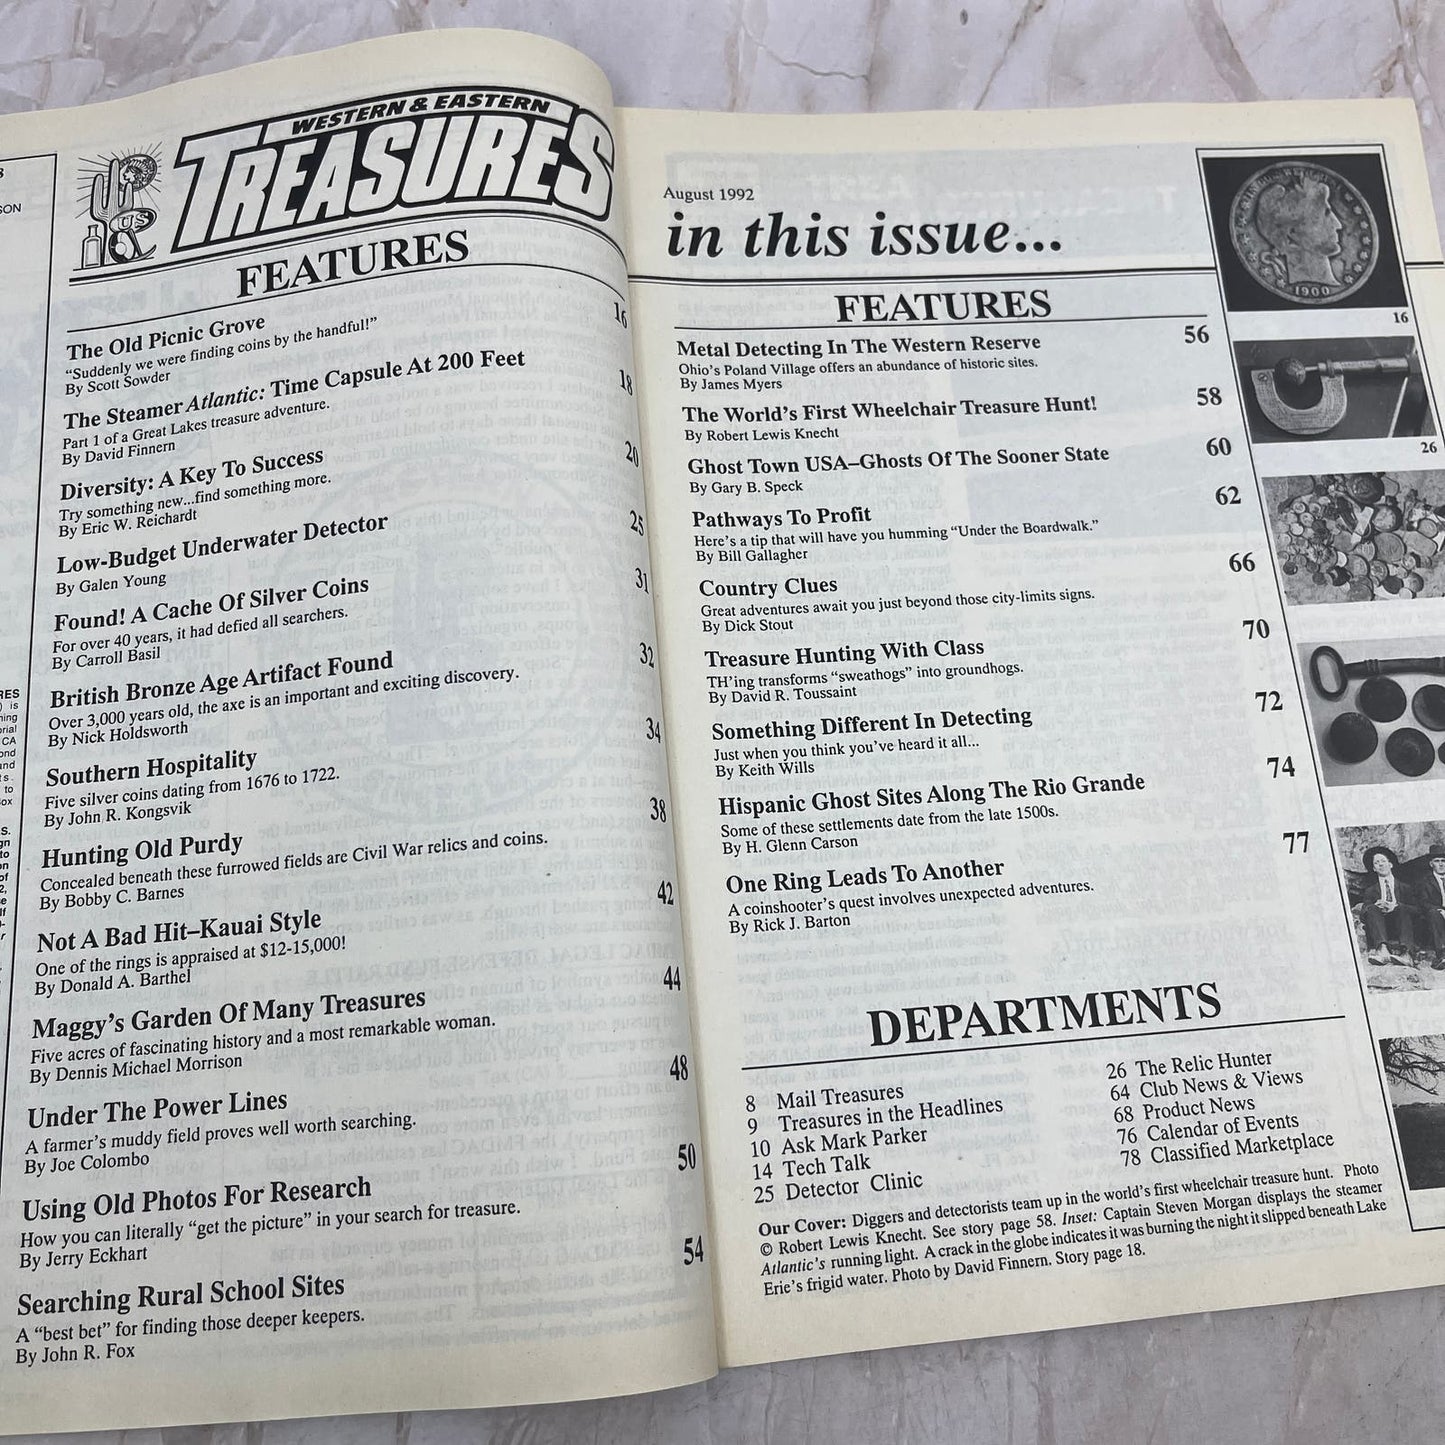 WESTERN & EASTERN
TREASURES
US
FEATURES
The Old Picnic Grove 16
“Suddenly we were finding coins by the handful!”
By Scott Sowder
The Steamer Atlantic: Time Capsule At 200 Feet 18
Part 1 of a Great Lakes treasure adventure.
By David Finnern
Diversity: A Key To Success 20
Try something new...find something more.
By Eric W. Reichardt
Low-Budget Underwater Detector 25
By Galen Young
Found! A Cache Of Silver Coins 31
For over 40 years, it had defied all searchers.
By Carroll Basil
British Bronze Age Artifact Found 32
Over 3,000 years old, the axe is an important and exciting discovery.
By Nick Holdsworth
Southern Hospitality 34
Five silver coins dating from 1676 to 1722.
By John R. Kongsvik
Hunting Old Purdy 38
Concealed beneath these furrowed fields are Civil War relics and coins.
By Bobby C. Barnes
Not A Bad Hit–Kauai Style 42
One of the rings is appraised at $12-15,000!
By Donald A. Barthel
Maggy’s Garden Of Many Treasures 44
Five acres of fascinating history and a most remarkable woman.
By Dennis Michael Morrison
Under The Power Lines 48
A farmer’s muddy field proves well worth searching.
By Joe Colombo
Using Old Photos For Research 50
How you can literally “get the picture” in your search for treasure.
By Jerry Eckhart
Searching Rural School Sites 54
A “best bet” for finding those deeper keepers.
By John R. Fox
August 1992
in this issue...
FEATURES
Metal Detecting In The Western Reserve 56
Ohio’s Poland Village offers an abundance of historic sites.
By James Myers
The World’s First Wheelchair Treasure Hunt! 58
By Robert Lewis Knecht
Ghost Town USA–Ghosts Of The Sooner State 60
By Gary B. Speck
Pathways To Profit 62
Here’s a tip that will have you humming “Under the Boardwalk.”
By Bill Gallagher
Country Clues 66
Great adventures await you just beyond those city-limits signs.
By Dick Stout
Treasure Hunting With Class 70
TH’ing transforms “sweathogs” into groundhogs.
By David R. Toussaint
Something Different In Detecting 72
Just when you think you’ve heard it all...
By Keith Wills
Hispanic Ghost Sites Along The Rio Grande 74
Some of these settlements date from the late 1500s.
By H. Glenn Carson
One Ring Leads To Another 77
A coinshooter’s quest involves unexpected adventures.
By Rick J. Barton
1900
16
26
DEPARTMENTS
8 Mail Treasures
9 Treasures in the Headlines
10 Ask Mark Parker
14 Tech Talk
25 Detector Clinic
26 The Relic Hunter
64 Club News & Views
68 Product News
76 Calendar of Events
78 Classified Marketplace
Our Cover: Diggers and detectorists team up in the world’s first wheelchair treasure hunt. Photo
© Robert Lewis Knecht. See story page 58. Inset: Captain Steven Morgan displays the steamer
Atlantic’s running light. A crack in the globe indicates it was burning the night it slipped beneath Lake
Erie’s frigid water. Photo by David Finnern. Story page 18.